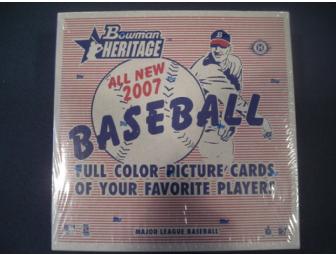 Bowman
HERITAGE
ALL NEW
2007
BASEBALL
FULL COLOR PICTURE CARDS
OF YOUR FAVORITE PLAYERS
MAJOR LEAGUE BASEBALL